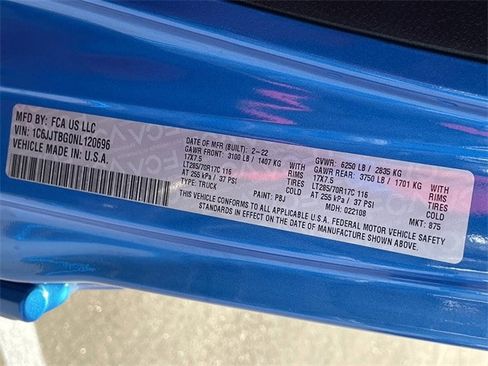 MFD BY: FCA US LLC
VIN: 1C6JJTBG0NL120696
VEHICLE MADE IN U.S.A.
DATE OF MFR (BUILT): 2-22
GAWR FRONT: 3100 LB / 1407 KG WITH
17X7.5 RIMS
LT285/70R17C 116 TIRES
AT 255 kPa / 37 PSI COLD
TYPE: TRUCK
GVWR: 6250 LB / 2835 KG
GAWR REAR: 3750 LB / 1701 KG WITH
17X7.5 RIMS
LT285/70R17C 116 TIRES
AT 255 kPa / 37 PSI COLD
PAINT: PBJ MDH: 022108 MKT: 875
THIS VEHICLE CONFORMS TO ALL APPLICABLE U.S.A. FEDERAL MOTOR VEHICLE SAFETY
STANDARDS IN EFFECT ON THE DATE OF MANUFACTURE SHOWN ABOVE.